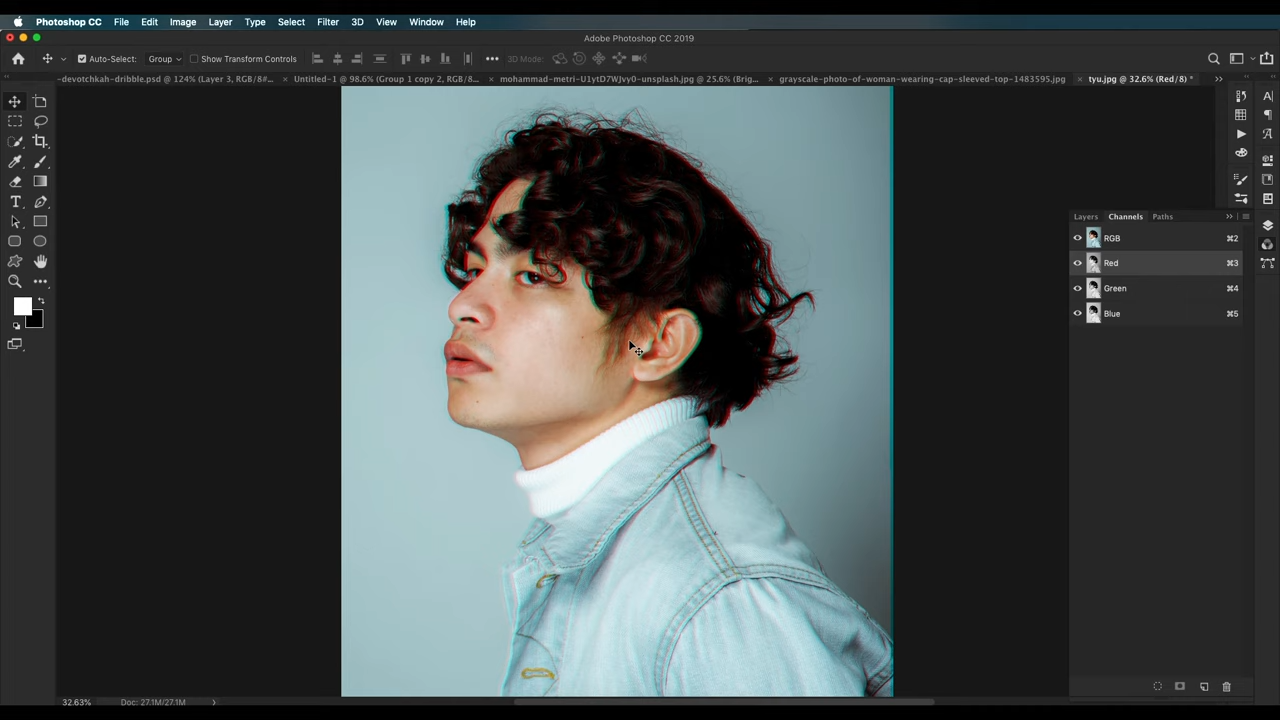 Photoshop CC File Edit Image Layer Type Select Filter 3D View Window Help
Adobe Photoshop CC 2019
Auto-Select: Group Show Transform Controls 3D Mode:
-devotchkah-dribble.psd @ 124% (Layer 3, RGB/8#... Untitled-1 @ 98.6% (Group 1 copy 2, RGB/8... mohammad-metri-U1ytD7WJvy0-unsplash.jpg @ 25.6% (Brig... grayscale-photo-of-woman-wearing-cap-sleeved-top-1483595.jpg tyu.jpg @ 32.6% (Red/8) *
Layers Channels Paths
RGB ⌘2
Red ⌘3
Green ⌘4
Blue ⌘5
32.63% Doc: 27.1M/27.1M